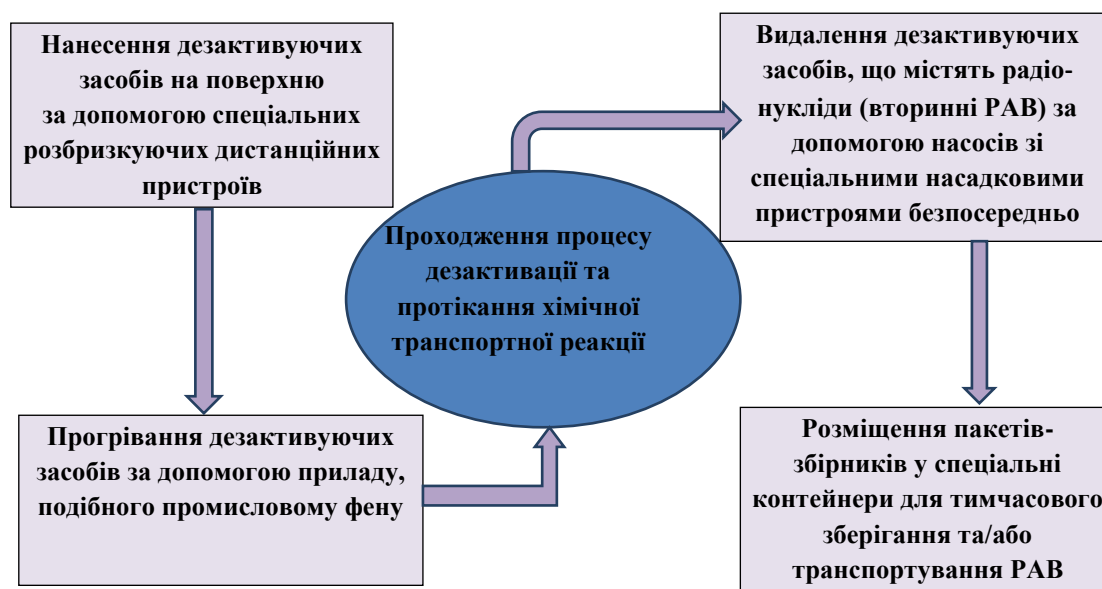 Нанесення дезактивуючих
засобів на поверхню
за допомогою спеціальних
розбризкуючих дистанційних
пристроїв
Прогрівання дезактивуючих
засобів за допомогою приладу,
подібного промисловому фену
Проходження процесу
дезактивації та
протікання хімічної
транспортної реакції
Видалення дезактивуючих
засобів, що містять радіо-
нукліди (вторинні РАВ) за
допомогою насосів зі
спеціальними насадковими
пристроями безпосередньо
Розміщення пакетів-
збірників у спеціальні
контейнери для тимчасового
зберігання та/або
транспортування РАВ